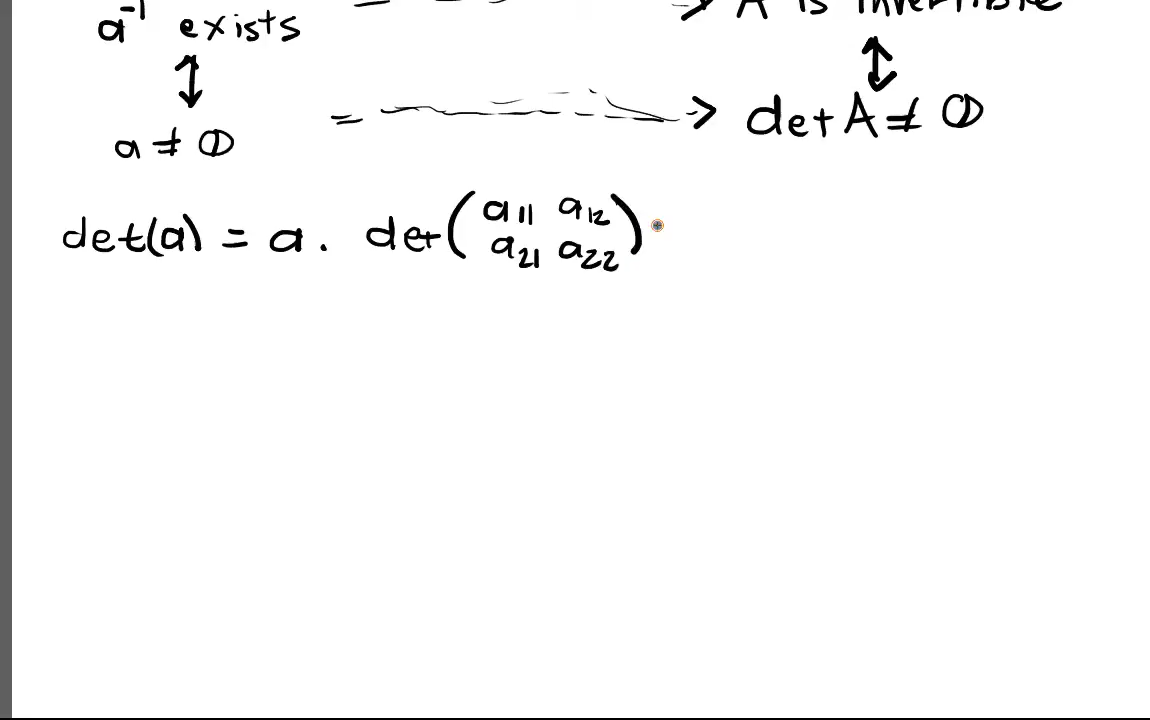 a⁻¹ exists = → A is invertible
↕ ↕
a ≠ 0 = → det A ≠ 0
det(a) = a. det(a₁₁ a₁₂
a₂₁ a₂₂)